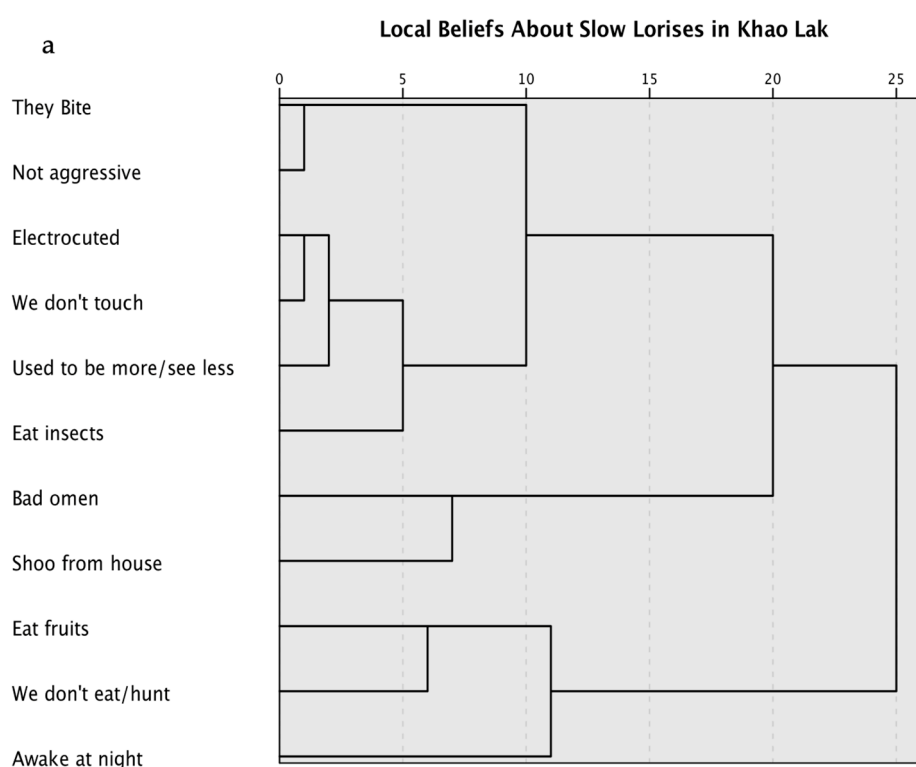 Local Beliefs About Slow Lorises in Khao Lak
a
0 5 10 15 20 25
They Bite
Not aggressive
Electrocuted
We don't touch
Used to be more/see less
Eat insects
Bad omen
Shoo from house
Eat fruits
We don't eat/hunt
Awake at night